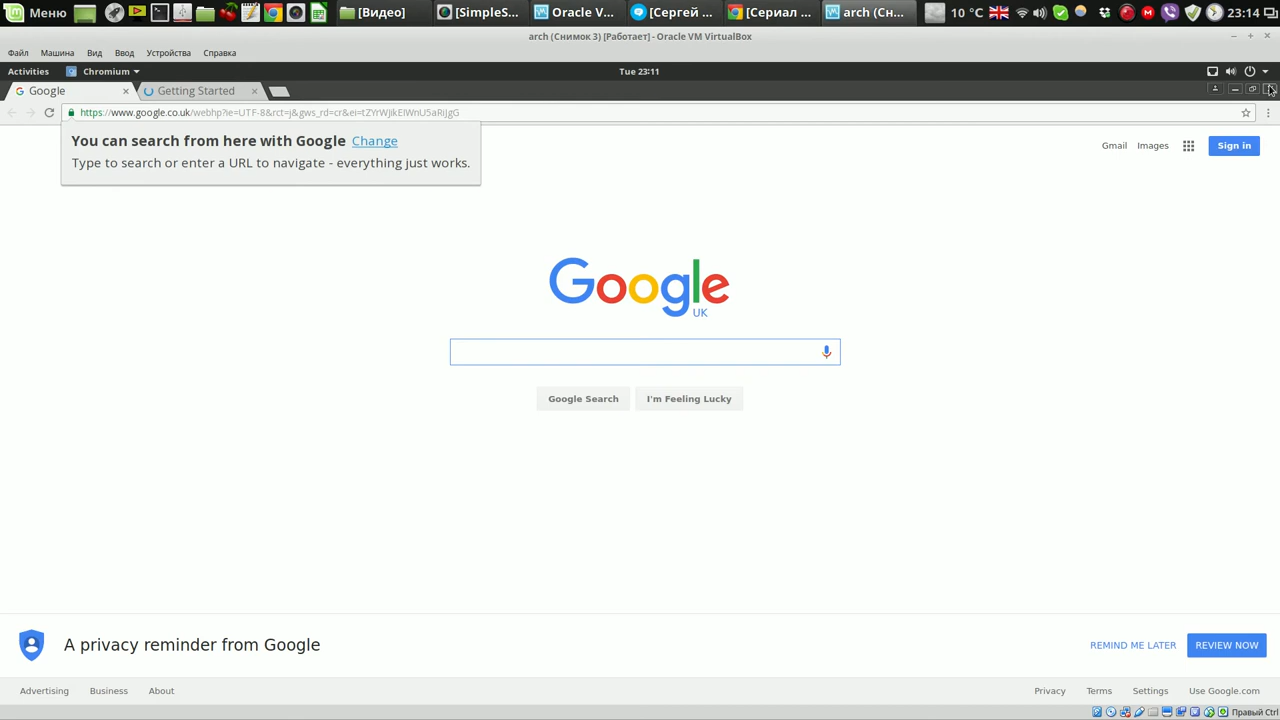 Меню
[Видео]
[SimpleS...
Oracle V...
[Сергей ...
[Сериал ...
arch (Сн...
10 °C
23:14
arch (Снимок 3) [Работает] - Oracle VM VirtualBox
Файл Машина Вид Ввод Устройства Справка
Activities Chromium Tue 23:11
Google
Getting Started
https://www.google.co.uk/webhp?ie=UTF-8&rct=j&gws_rd=cr&ei=tZYrWJikEIWnU5aRiJgG
You can search from here with Google Change
Type to search or enter a URL to navigate - everything just works.
Gmail Images Sign in
Google
UK
Google Search I'm Feeling Lucky
A privacy reminder from Google
REMIND ME LATER REVIEW NOW
Advertising Business About Privacy Terms Settings Use Google.com
Правый Ctrl